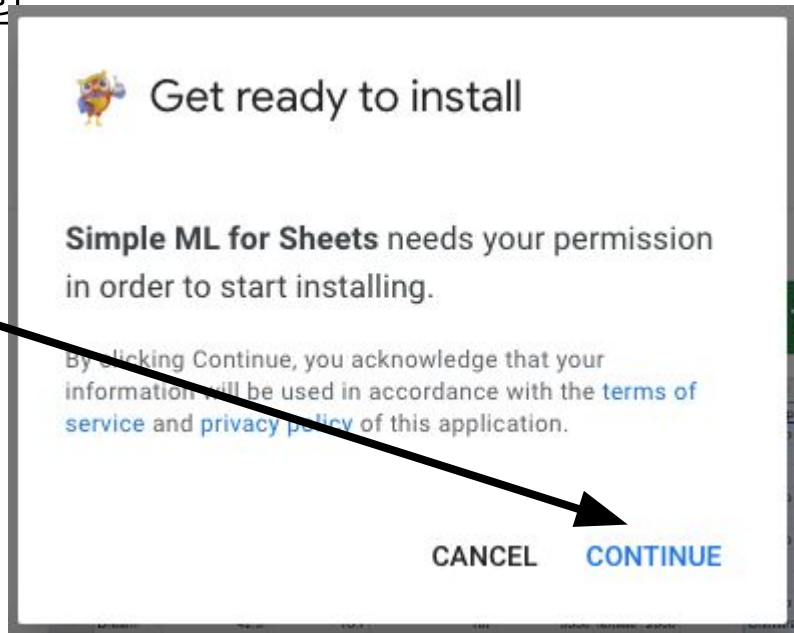 Get ready to install
Simple ML for Sheets needs your permission
in order to start installing.
By clicking Continue, you acknowledge that your
information will be used in accordance with the terms of
service and privacy policy of this application.
CANCEL CONTINUE